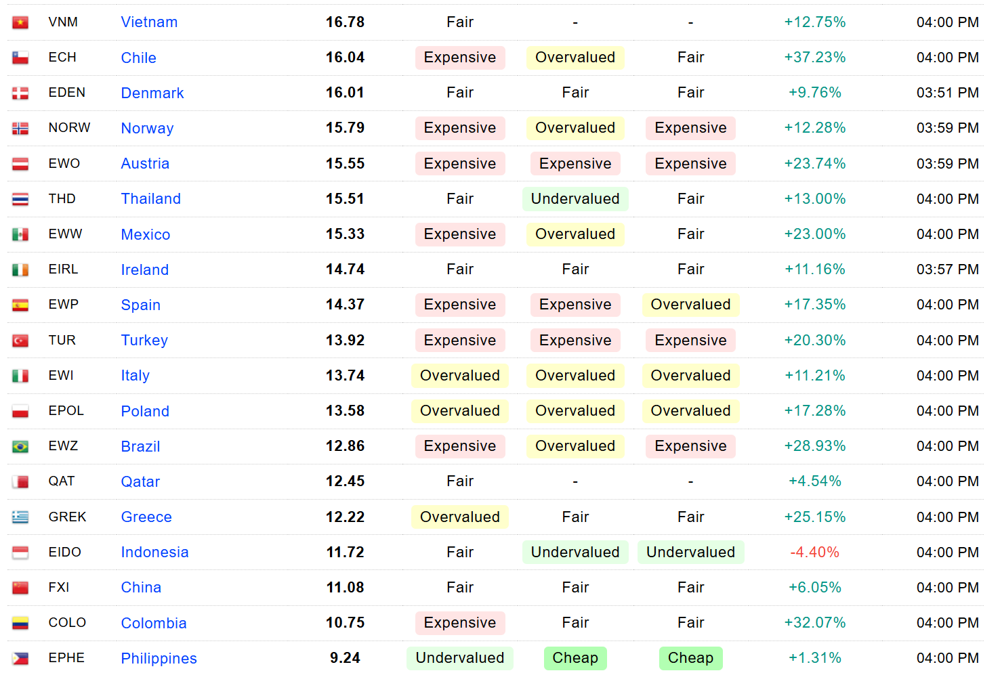 VNM Vietnam 16.78 Fair - - +12.75% 04:00 PM
ECH Chile 16.04 Expensive Overvalued Fair +37.23% 04:00 PM
EDEN Denmark 16.01 Fair Fair Fair +9.76% 03:51 PM
NORW Norway 15.79 Expensive Overvalued Expensive +12.28% 03:59 PM
EWO Austria 15.55 Expensive Expensive Expensive +23.74% 03:59 PM
THD Thailand 15.51 Fair Undervalued Fair +13.00% 04:00 PM
EWW Mexico 15.33 Expensive Overvalued Fair +23.00% 04:00 PM
EIRL Ireland 14.74 Fair Fair Fair +11.16% 03:57 PM
EWP Spain 14.37 Expensive Expensive Overvalued +17.35% 04:00 PM
TUR Turkey 13.92 Expensive Expensive Expensive +20.30% 04:00 PM
EWI Italy 13.74 Overvalued Overvalued Overvalued +11.21% 04:00 PM
EPOL Poland 13.58 Overvalued Overvalued Overvalued +17.28% 04:00 PM
EWZ Brazil 12.86 Expensive Overvalued Expensive +28.93% 04:00 PM
QAT Qatar 12.45 Fair - - +4.54% 04:00 PM
GREK Greece 12.22 Overvalued Fair Fair +25.15% 04:00 PM
EIDO Indonesia 11.72 Fair Undervalued Undervalued -4.40% 04:00 PM
FXI China 11.08 Fair Fair Fair +6.05% 04:00 PM
COLO Colombia 10.75 Expensive Fair Fair +32.07% 04:00 PM
EPHE Philippines 9.24 Undervalued Cheap Cheap +1.31% 04:00 PM